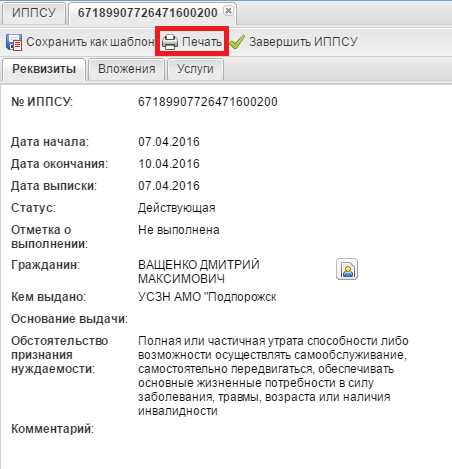 ИППСУ 67189907726471600200
Сохранить как шаблон Печать Завершить ИППСУ
Реквизиты Вложения Услуги
№ ИППСУ: 67189907726471600200
Дата начала: 07.04.2016
Дата окончания: 10.04.2016
Дата выписки: 07.04.2016
Статус: Действующая
Отметка о Не выполнена
выполнении:
Гражданин: ВАЩЕНКО ДМИТРИЙ
МАКСИМОВИЧ
Кем выдано: УСЗН АМО "Подпорожск
Основание выдачи:
Обстоятельство Полная или частичная утрата способности либо
признания возможности осуществлять самообслуживание,
нуждаемости: самостоятельно передвигаться, обеспечивать
основные жизненные потребности в силу
заболевания, травмы, возраста или наличия
инвалидности
Комментарий: